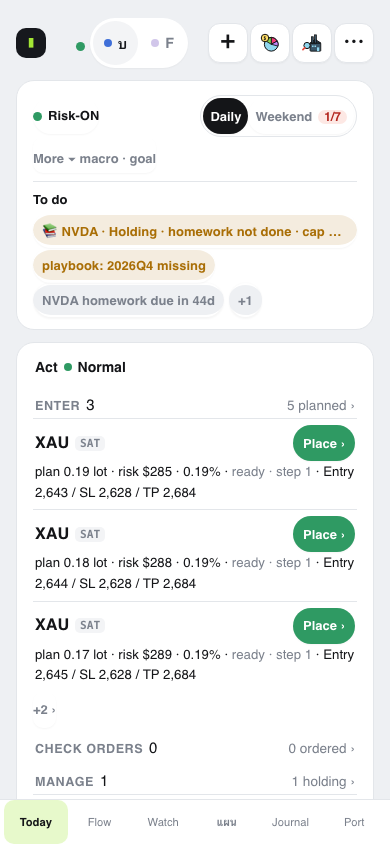 บ F
Risk-ON Daily Weekend 1/7
More macro · goal
To do
NVDA · Holding · homework not done · cap ...
playbook: 2026Q4 missing
NVDA homework due in 44d +1
Act Normal
ENTER 3 5 planned ›
XAU SAT Place ›
plan 0.19 lot · risk $285 · 0.19% · ready · step 1 · Entry
2,643 / SL 2,628 / TP 2,684
XAU SAT Place ›
plan 0.18 lot · risk $288 · 0.19% · ready · step 1 · Entry
2,644 / SL 2,628 / TP 2,684
XAU SAT Place ›
plan 0.17 lot · risk $289 · 0.19% · ready · step 1 · Entry
2,645 / SL 2,628 / TP 2,684
+2 ›
CHECK ORDERS 0 0 ordered ›
MANAGE 1 1 holding ›
Today Flow Watch แผน Journal Port